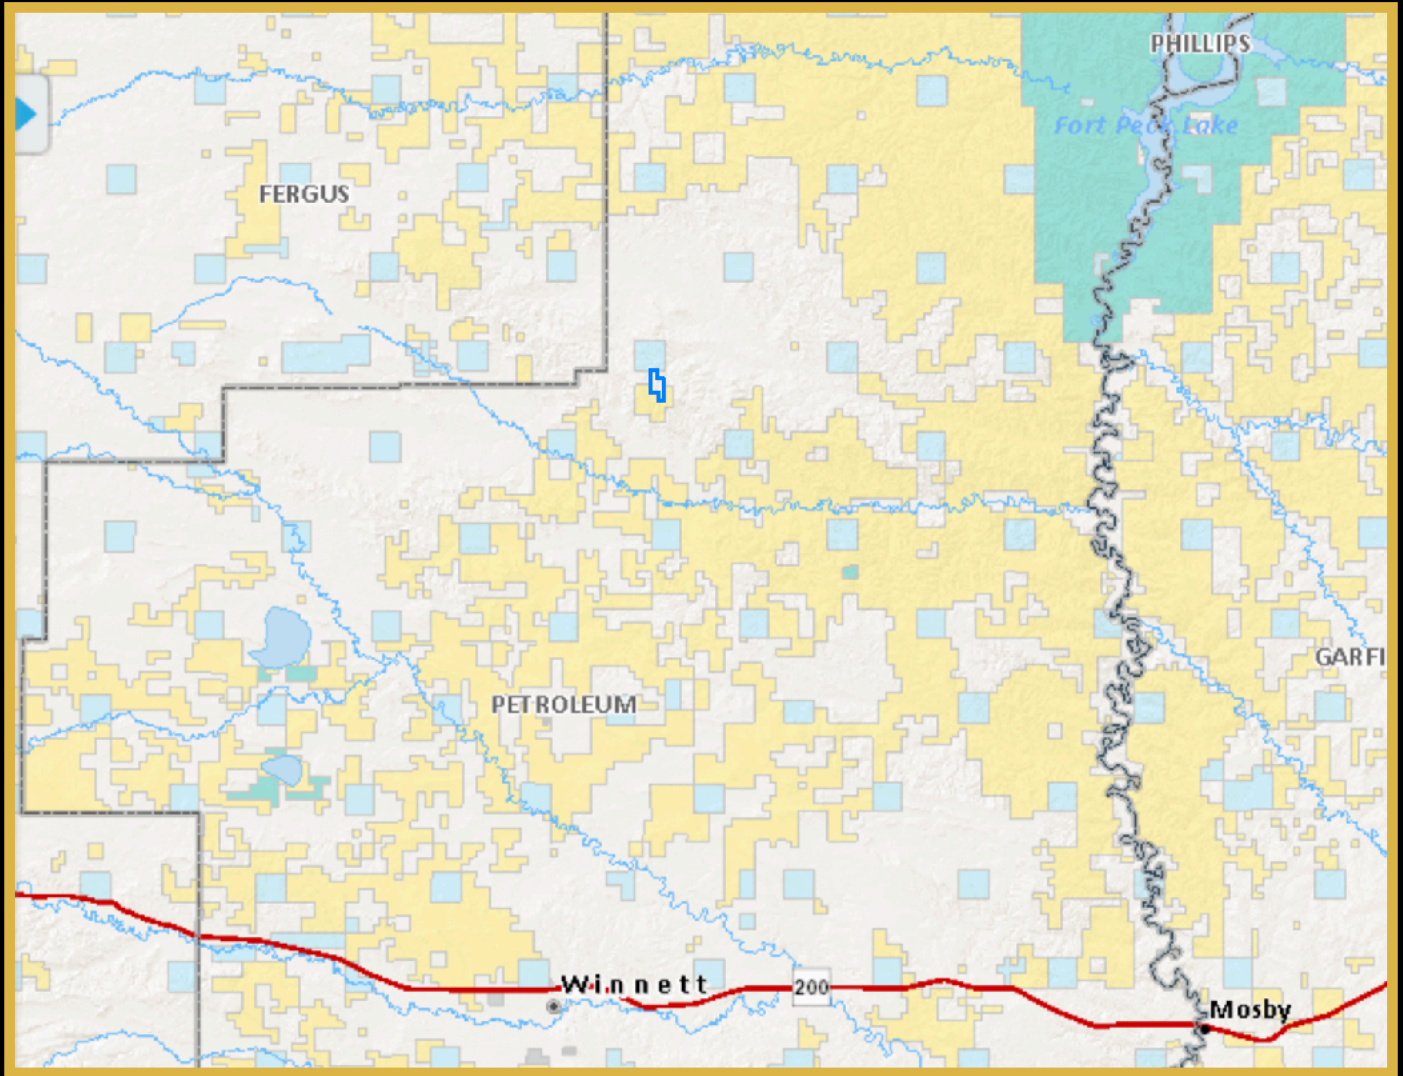 PHILLIPS
Fort Peck Lake
FERGUS
GARFI
PETROLEUM
Winnett
200
Mosby